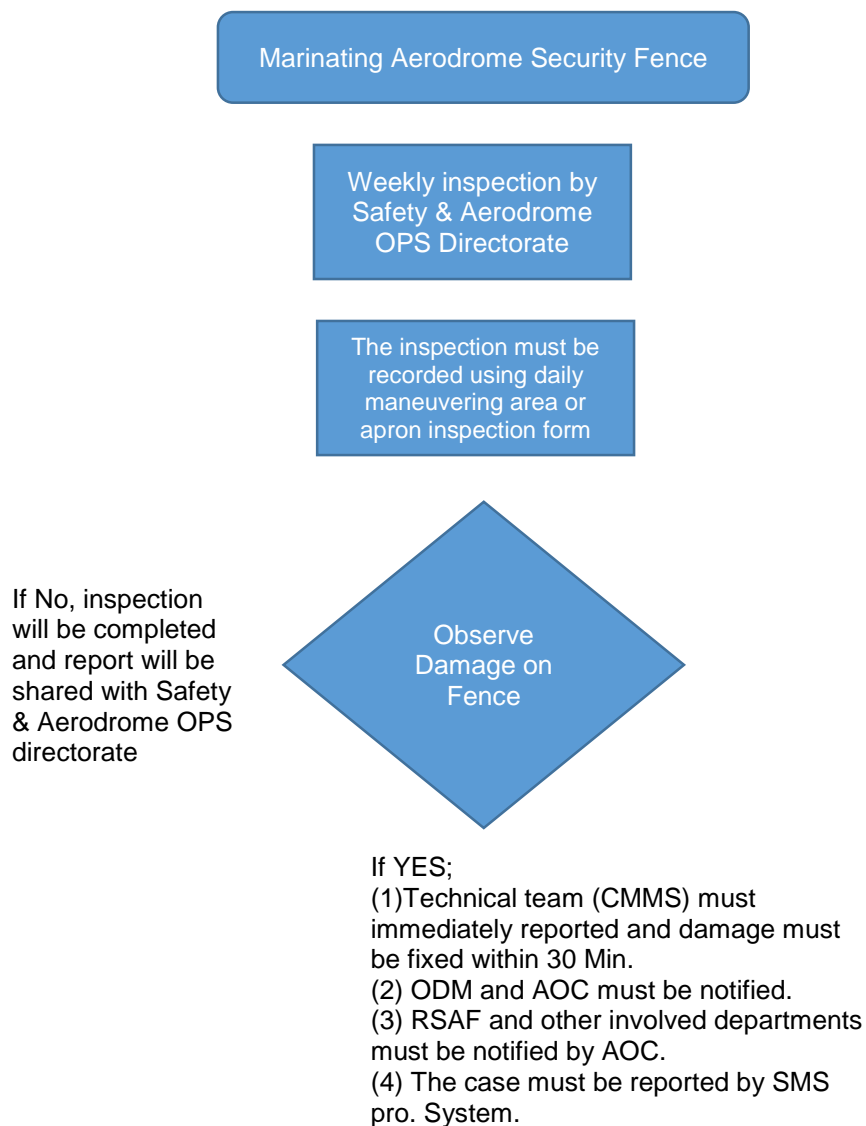 Marinating Aerodrome Security Fence
Weekly inspection by
Safety & Aerodrome
OPS Directorate
The inspection must be
recorded using daily
maneuvering area or
apron inspection form
If No, inspection
will be completed
and report will be
shared with Safety
& Aerodrome OPS
directorate
Observe
Damage on
Fence
If YES;
(1)Technical team (CMMS) must
immediately reported and damage must
be fixed within 30 Min.
(2) ODM and AOC must be notified.
(3) RSAF and other involved departments
must be notified by AOC.
(4) The case must be reported by SMS
pro. System.